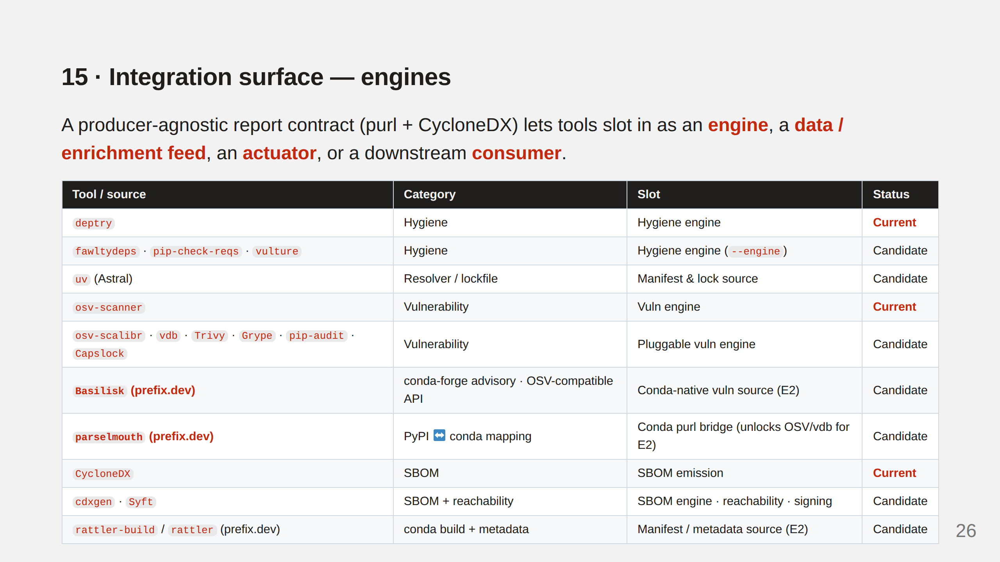 15 · Integration surface — engines
A producer-agnostic report contract (purl + CycloneDX) lets tools slot in as an engine, a data /
enrichment feed, an actuator, or a downstream consumer.
Tool / source Category Slot Status
deptry Hygiene Hygiene engine Current
fawltydeps · pip-check-reqs · vulture Hygiene Hygiene engine (--engine) Candidate
uv (Astral) Resolver / lockfile Manifest & lock source Candidate
osv-scanner Vulnerability Vuln engine Current
osv-scalibr · vdb · Trivy · Grype · pip-audit ·
Capslock
Vulnerability Pluggable vuln engine Candidate
Basilisk (prefix.dev)
conda-forge advisory · OSV-compatible
API
Conda-native vuln source (E2) Candidate
parselmouth (prefix.dev) PyPI ↔️ conda mapping
Conda purl bridge (unlocks OSV/vdb for
E2)
Candidate
CycloneDX SBOM SBOM emission Current
cdxgen · Syft SBOM + reachability SBOM engine · reachability · signing Candidate
rattler-build / rattler (prefix.dev) conda build + metadata Manifest / metadata source (E2) Candidate
26